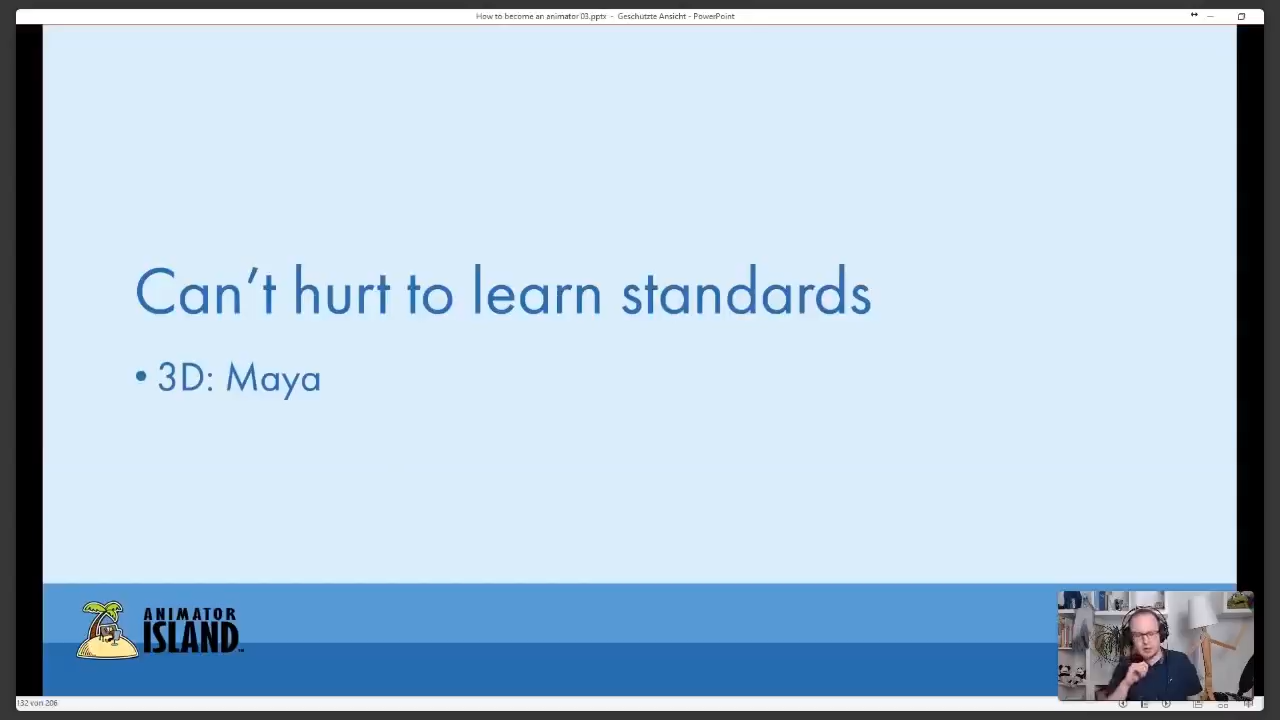 How to become an animator 03.pptx - Geschützte Ansicht - PowerPoint
Can't hurt to learn standards
• 3D: Maya
ANIMATOR
ISLAND™
132 von 206